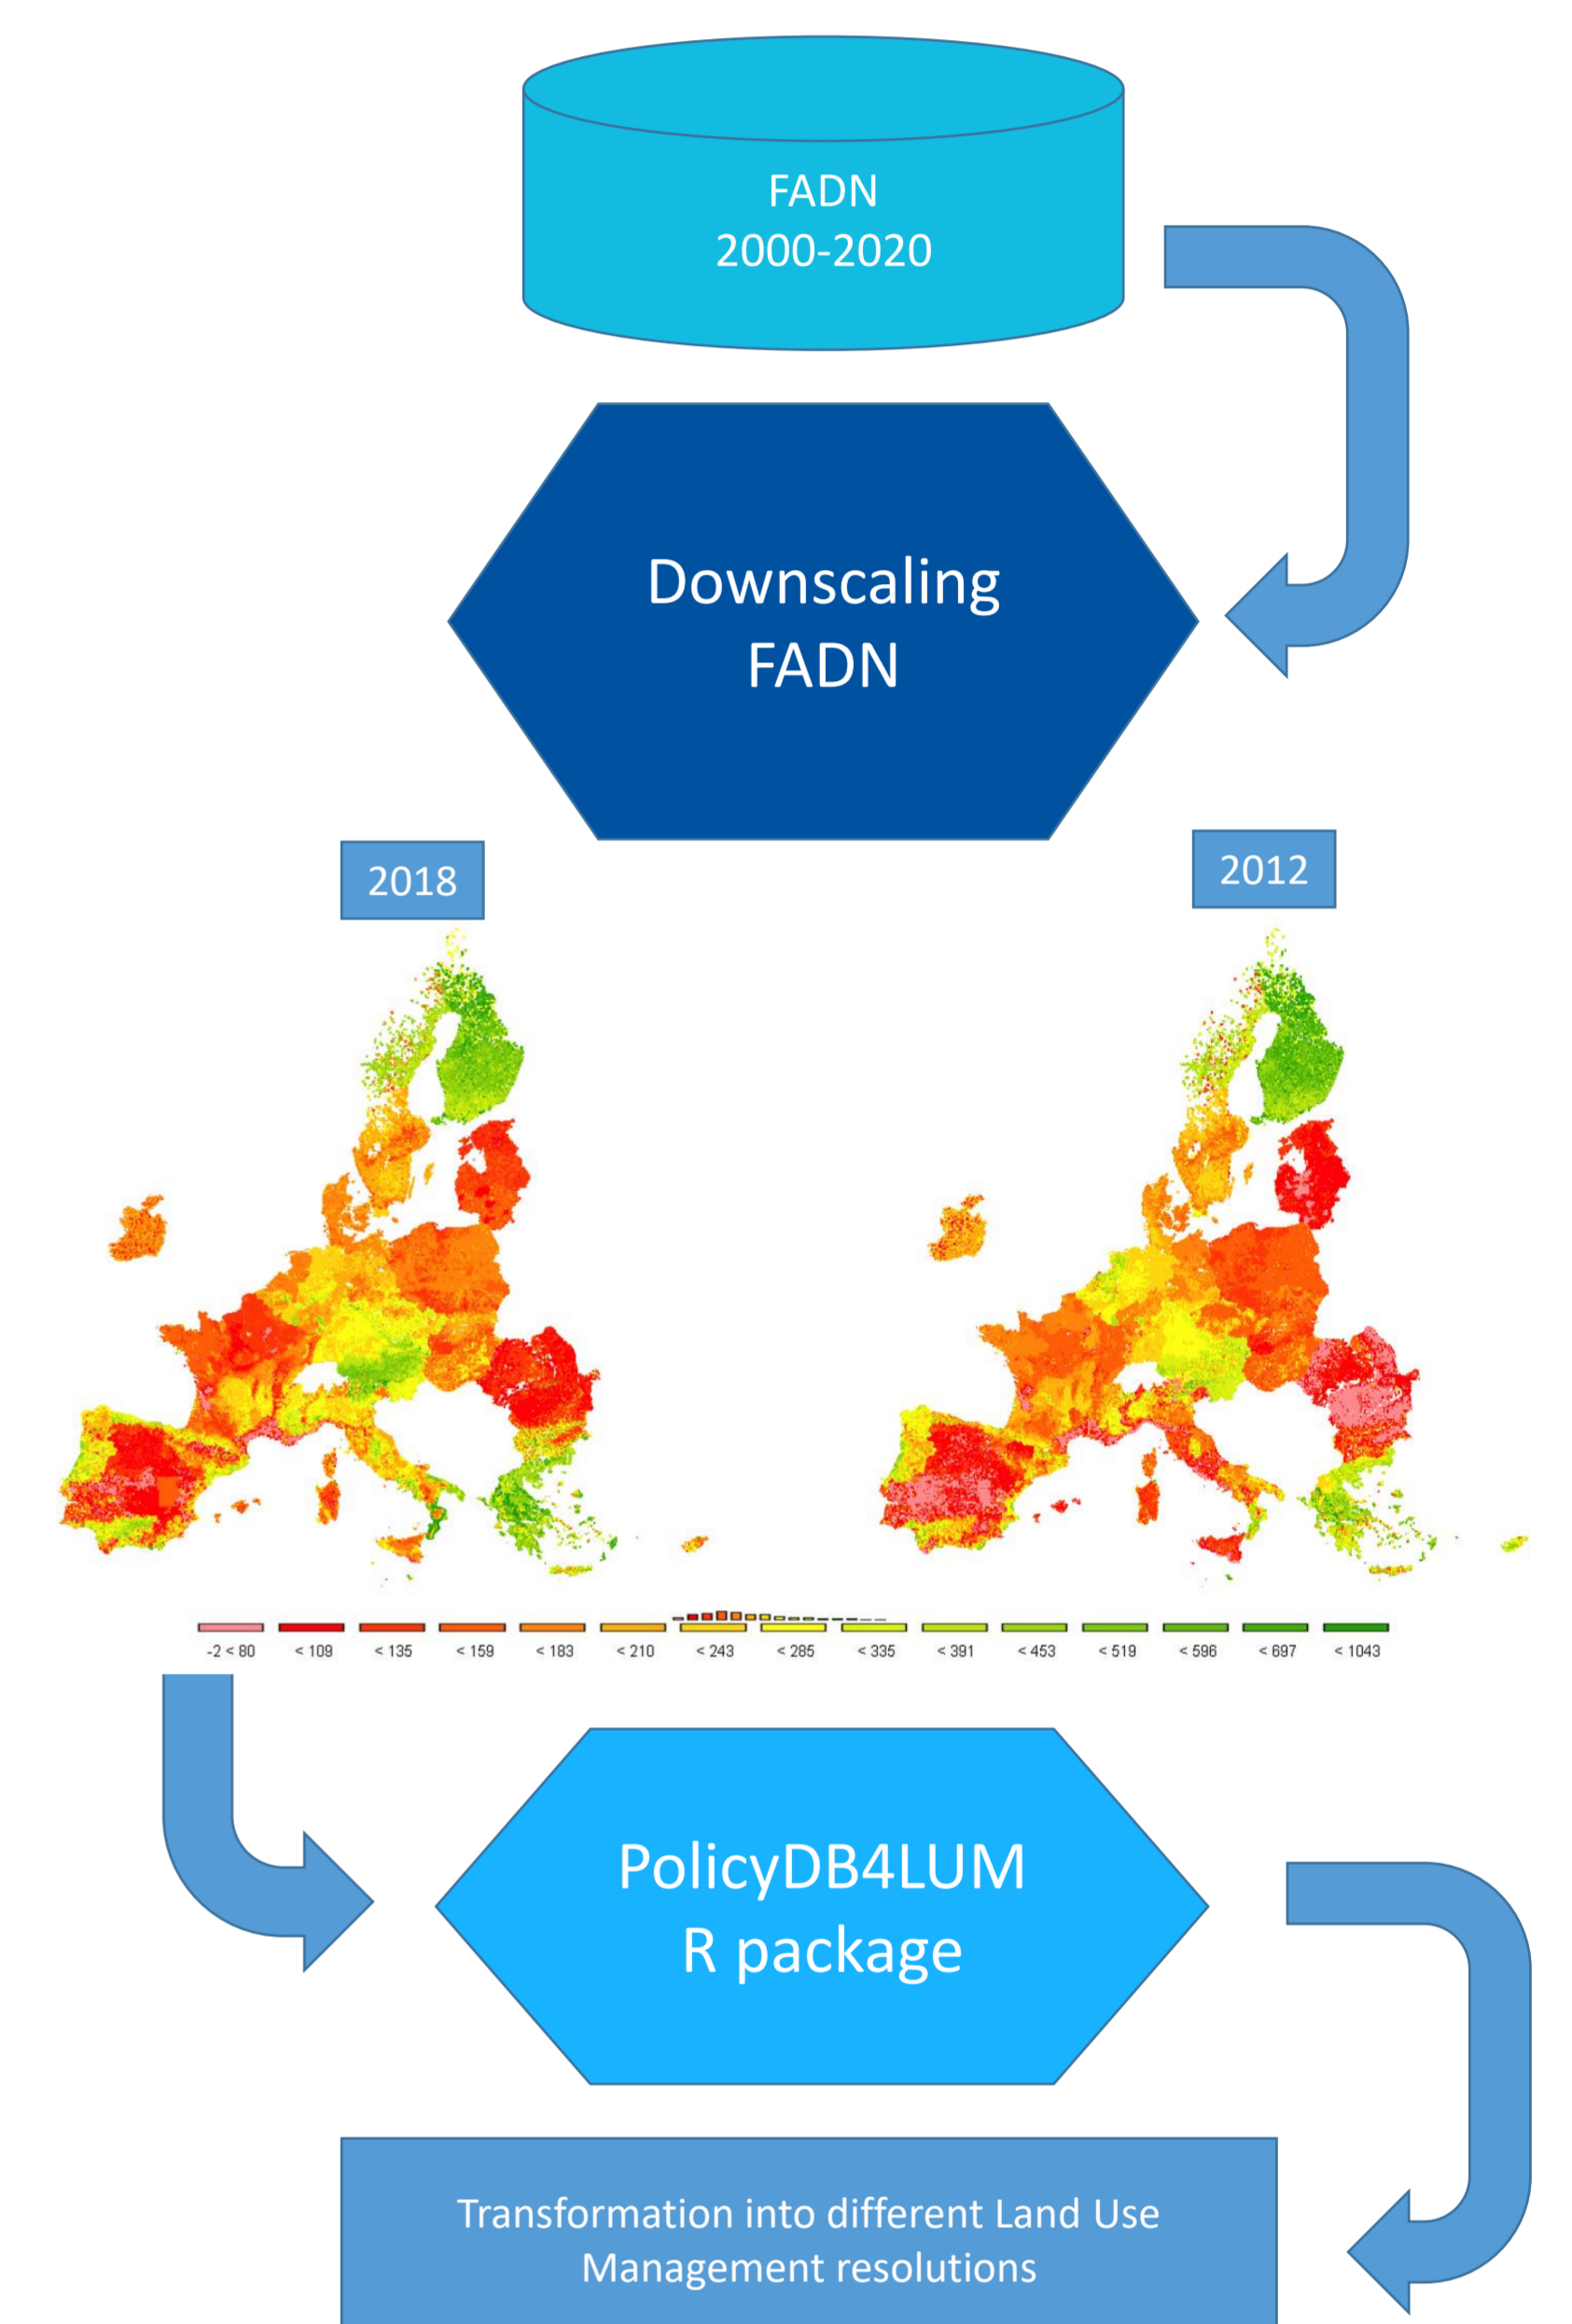 FADN
2000-2020
Downscaling
FADN
2018
2012
-2 < 80 < 109 < 135 < 159 < 183 < 210 < 243 < 285 < 335 < 391 < 453 < 519 < 596 < 697 < 1043
PolicyDB4LUM
R package
Transformation into different Land Use
Management resolutions